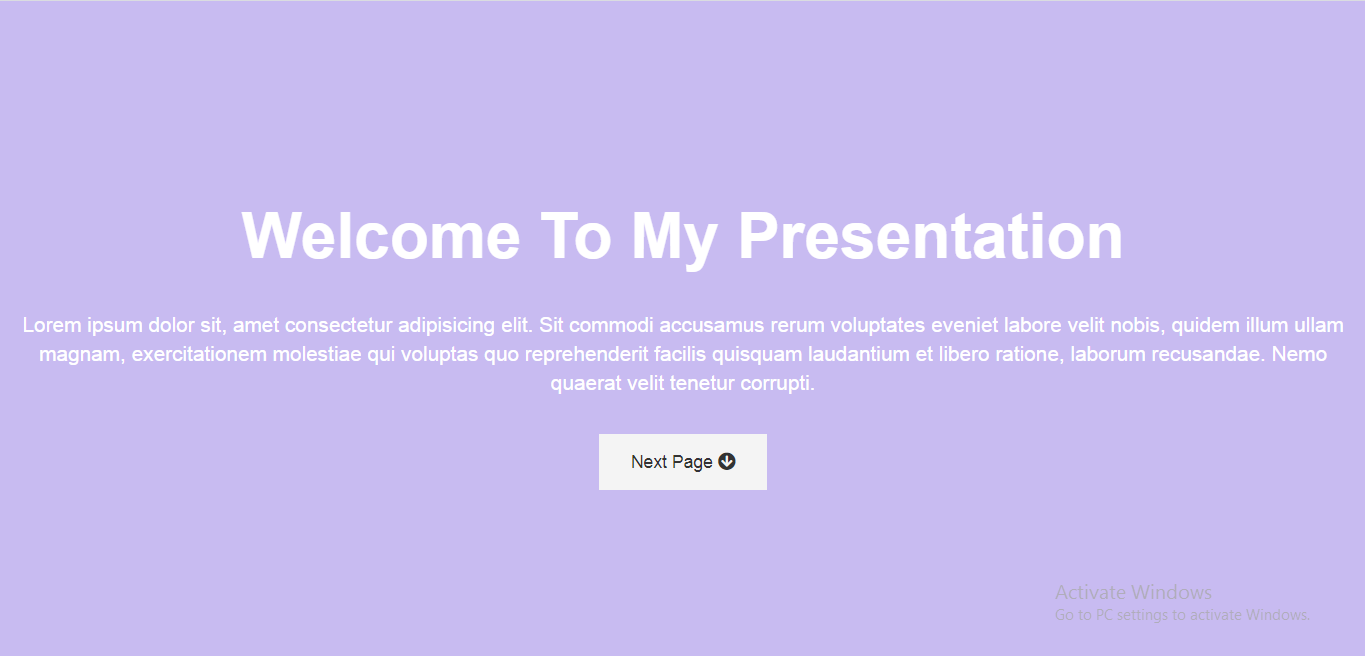 Welcome To My Presentation
Lorem ipsum dolor sit, amet consectetur adipisicing elit. Sit commodi accusamus rerum voluptates eveniet labore velit nobis, quidem illum ullam
magnam, exercitationem molestiae qui voluptas quo reprehenderit facilis quisquam laudantium et libero ratione, laborum recusandae. Nemo
quaerat velit tenetur corrupti.
Next Page
Activate Windows
Go to PC settings to activate Windows.